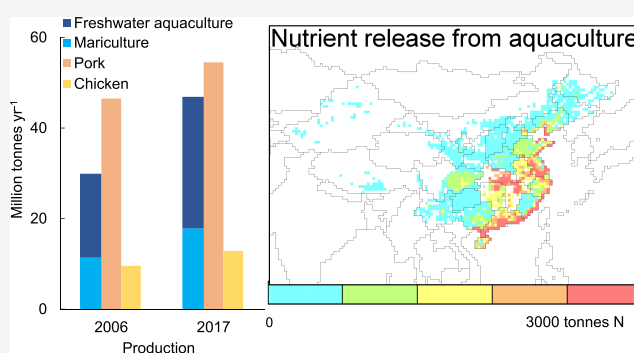 Freshwater aquaculture
Mariculture
Pork
Chicken
60
40
20
0
Million tonnes yr-1
2006
2017
Production
Nutrient release from aquaculture
0
3000 tonnes N